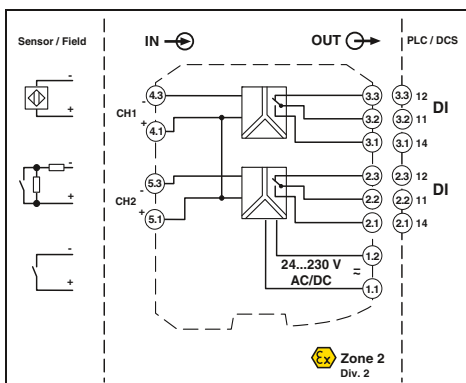 Sensor / Field
IN
OUT
PLC / DCS
-
+
-
+
-
+
CH1
-
4.3
+
4.1
CH2
5.3
-
+
5.1
3.3
3.2
3.1
2.3
2.2
2.1
1.2
1.1
24...230 V
AC/DC
=
3.3 12
3.2 11
3.1 14
DI
2.3 12
2.2 11
2.1 14
DI
Ex Zone 2
Div. 2